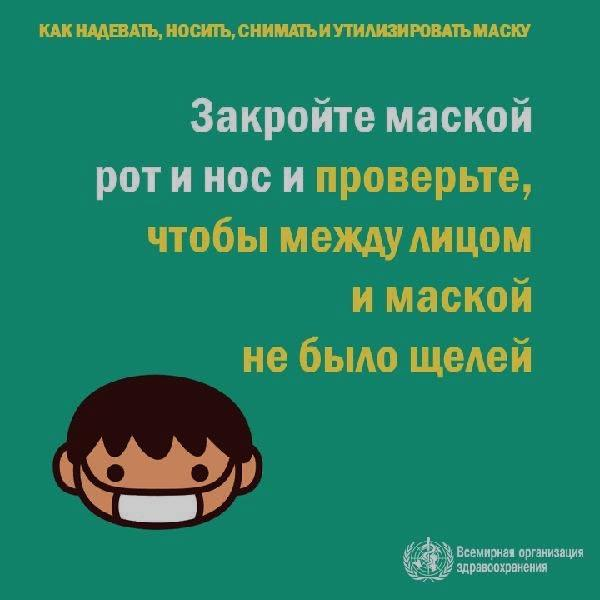 КАК НАДЕВАТЬ, НОСИТЬ, СНИМАТЬ И УТИЛИЗИРОВАТЬ МАСКУ
Закройте маской
рот и нос и проверьте,
чтобы между лицом
и маской
не было щелей
Всемирная организация
здравоохранения